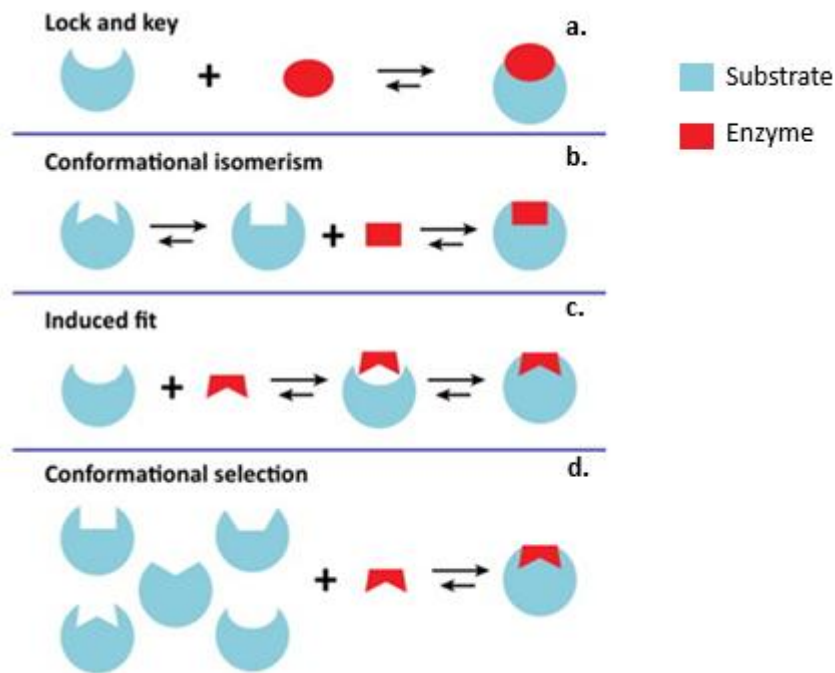 Lock and key
a.
+
Substrate
Enzyme
Conformational isomerism
b.
+
Induced fit
c.
+
Conformational selection
d.
+